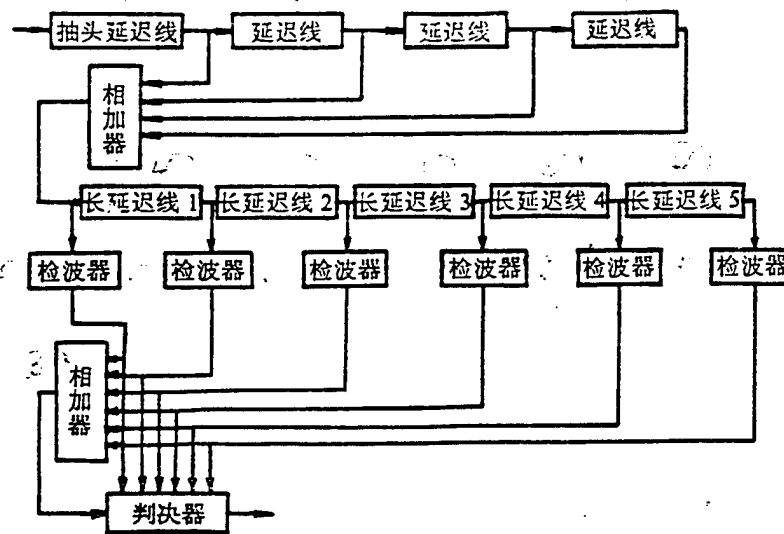 抽头延迟线 延迟线 延迟线 延迟线
相加器
长延迟线 1 长延迟线 2 长延迟线 3 长延迟线 4 长延迟线 5
检波器 检波器 检波器 检波器 检波器 检波器
相加器
判决器